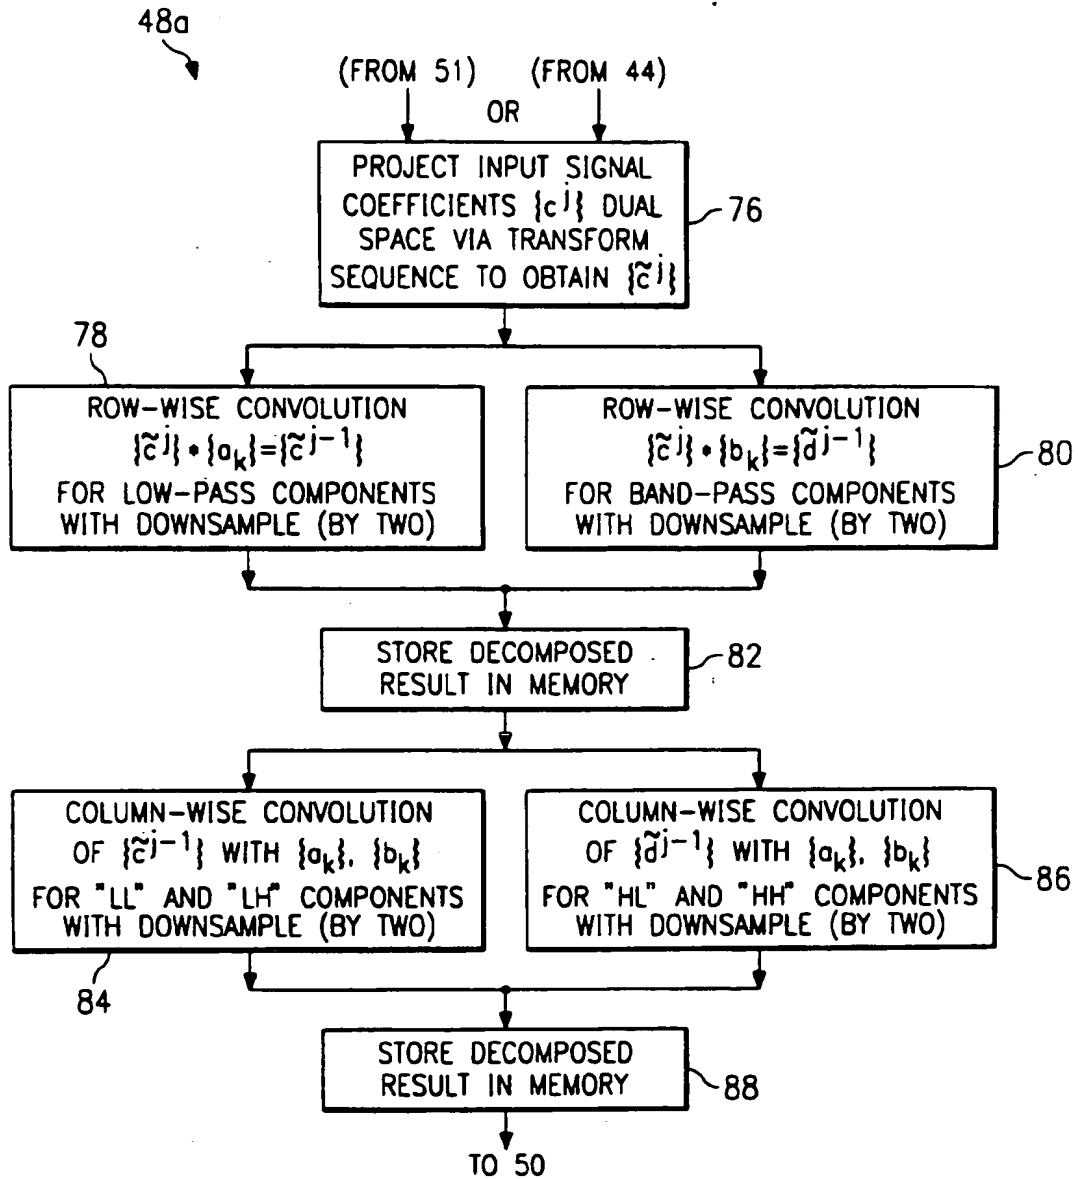 48a
(FROM 51) (FROM 44)
OR
PROJECT INPUT SIGNAL
COEFFICIENTS {c^j} DUAL
SPACE VIA TRANSFORM
SEQUENCE TO OBTAIN {c̃^j}
76
78
ROW-WISE CONVOLUTION
{c̃^j} * {a_k}={c̃^j-1}
FOR LOW-PASS COMPONENTS
WITH DOWNSAMPLE (BY TWO)
ROW-WISE CONVOLUTION
{c̃^j} * {b_k}={d̃^j-1}
FOR BAND-PASS COMPONENTS
WITH DOWNSAMPLE (BY TWO)
80
STORE DECOMPOSED
RESULT IN MEMORY
82
COLUMN-WISE CONVOLUTION
OF {c̃^j-1} WITH {a_k}, {b_k}
FOR "LL" AND "LH" COMPONENTS
WITH DOWNSAMPLE (BY TWO)
84
COLUMN-WISE CONVOLUTION
OF {d̃^j-1} WITH {a_k}, {b_k}
FOR "HL" AND "HH" COMPONENTS
WITH DOWNSAMPLE (BY TWO)
86
STORE DECOMPOSED
RESULT IN MEMORY
88
TO 50